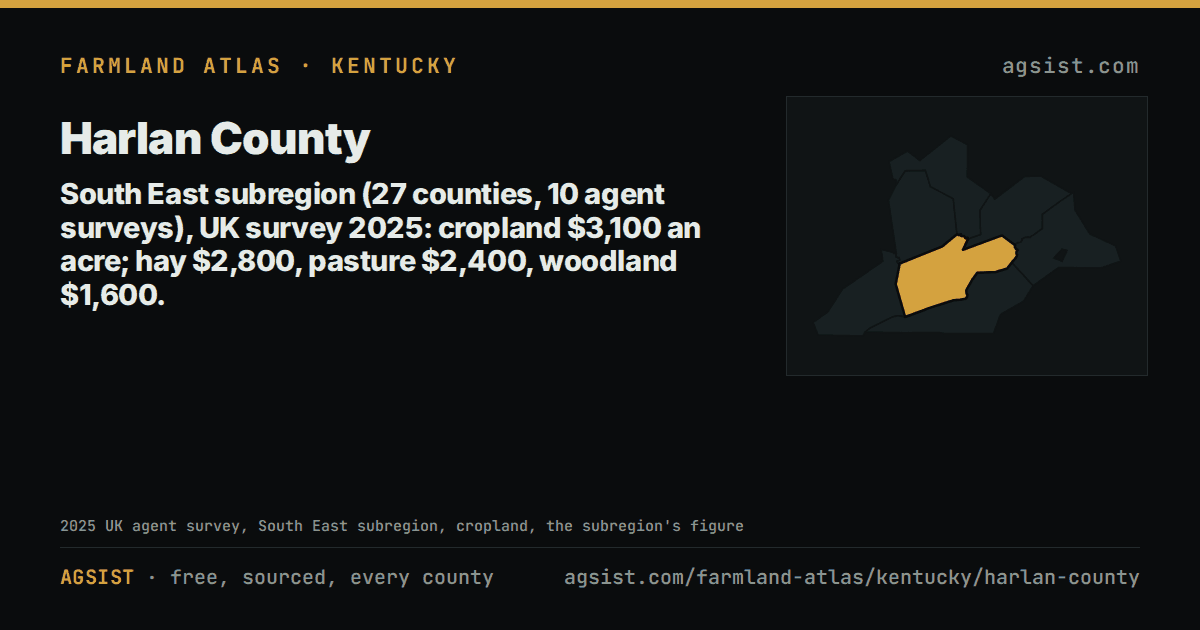 FARMLAND ATLAS · KENTUCKY
agsist.com
Harlan County
South East subregion (27 counties, 10 agent
surveys), UK survey 2025: cropland $3,100 an
acre; hay $2,800, pasture $2,400, woodland
$1,600.
2025 UK agent survey, South East subregion, cropland, the subregion's figure
AGSIST · free, sourced, every county
agsist.com/farmland-atlas/kentucky/harlan-county